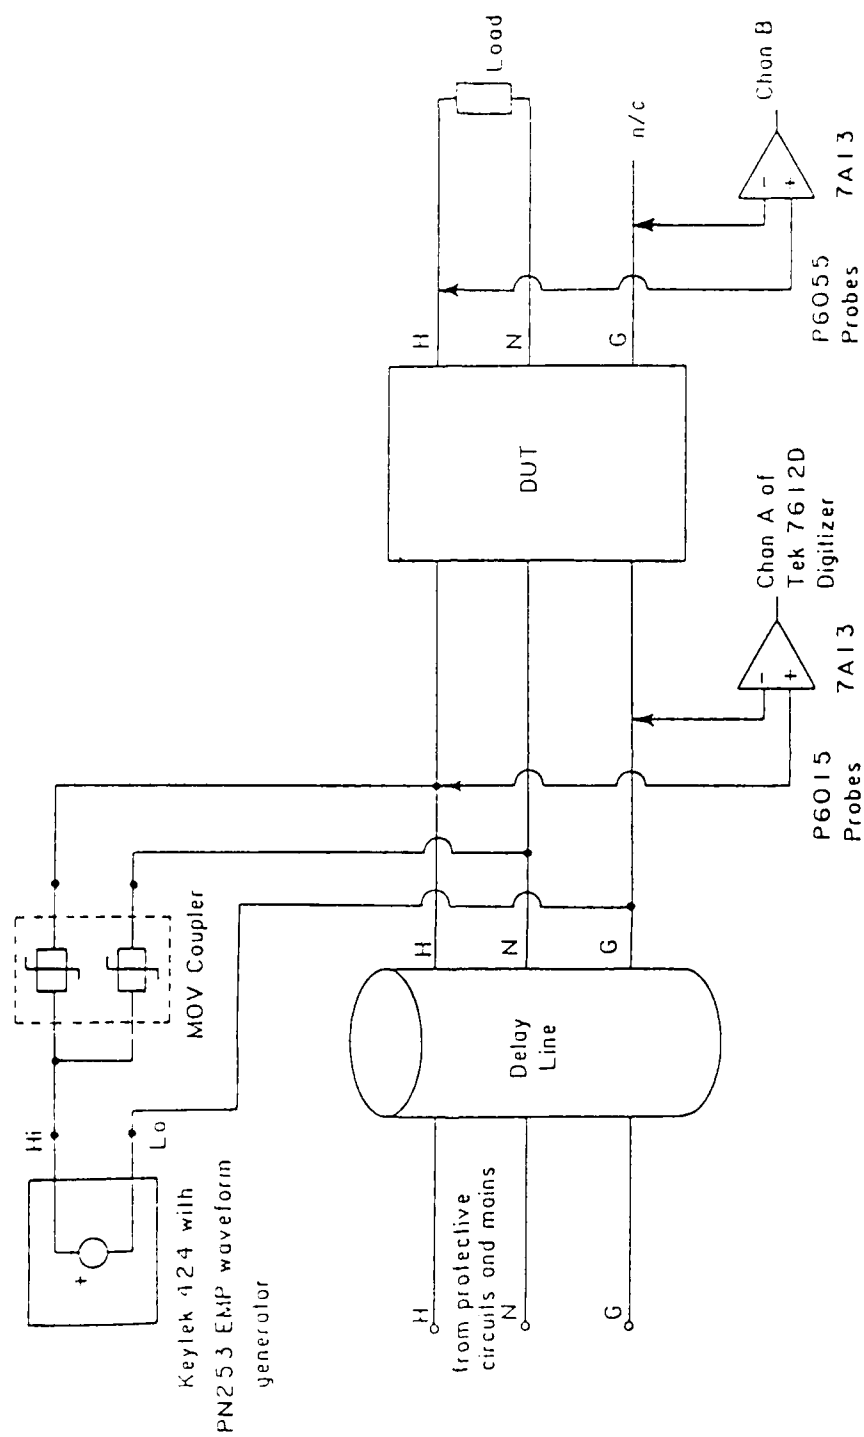 Keytek 424 with
PN253 EMP waveform
generator
+
Hi
Lo
MOV Coupler
H
from protective
circuits and mains
N
G
Delay
Line
H
N
G
P6015
Probes
-
+
7A13
Chan A of
Tek 7612D
Digitizer
DUT
H
N
G
Load
n/c
P6055
Probes
-
+
7A13
Chan B